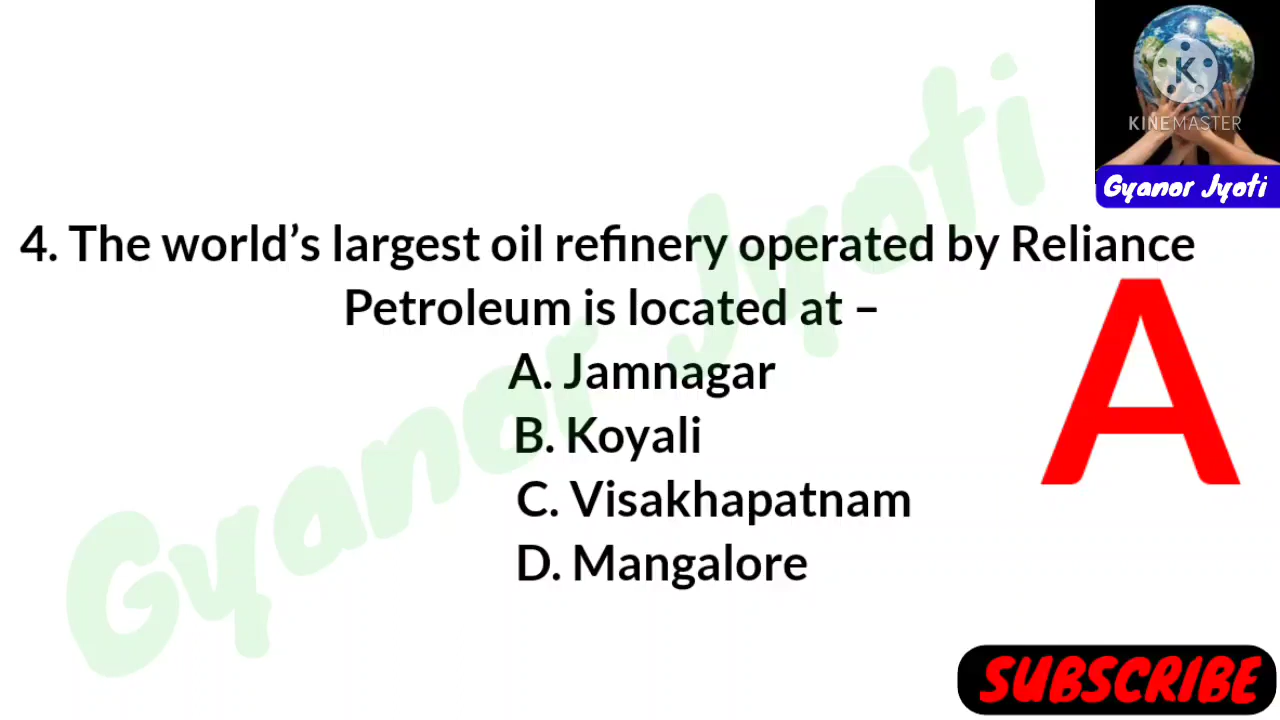 K
KINEMASTER
Gyanor Jyoti
4. The world’s largest oil refinery operated by Reliance
Petroleum is located at –
A. Jamnagar
B. Koyali
C. Visakhapatnam
D. Mangalore
A
Gyanor Jyoti
SUBSCRIBE